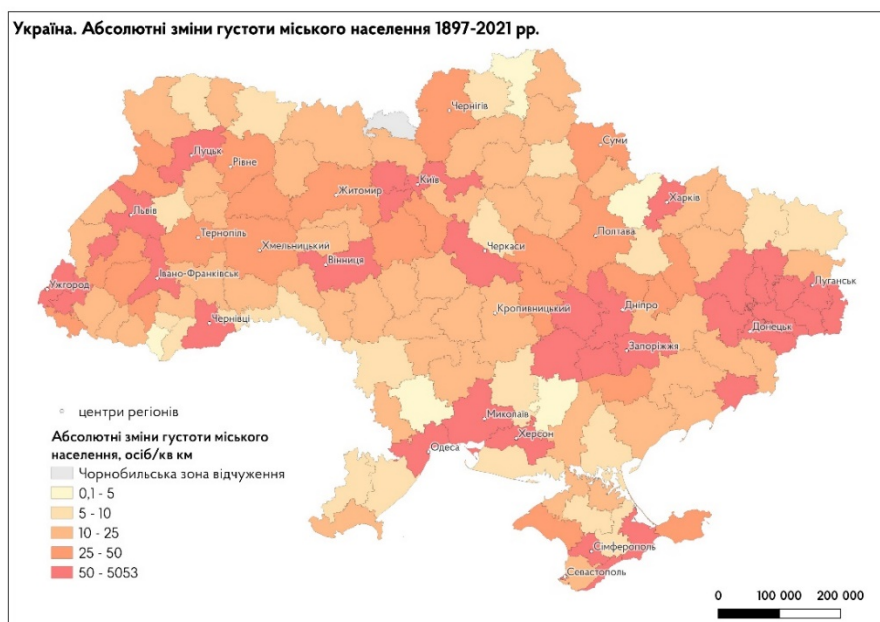 Україна. Абсолютні зміни густоти міського населення 1897-2021 рр.
Чернігів
Суми
Луцьк
Рівне
Київ
Житомир
Харків
Львів
Полтава
Тернопіль
Хмельницький
Черкаси
Вінниця
Івано-Франківськ
Ужгород
Луганськ
Чернівці
Кропивницький
Дніпро
Донецьк
Запоріжжя
Миколаїв
Херсон
Одеса
Сімферополь
Севастополь
центри регіонів
Абсолютні зміни густоти міського
населення, осіб/кв км
Чорнобильська зона відчуження
0,1 - 5
5 - 10
10 - 25
25 - 50
50 - 5053
0 100 000 200 000